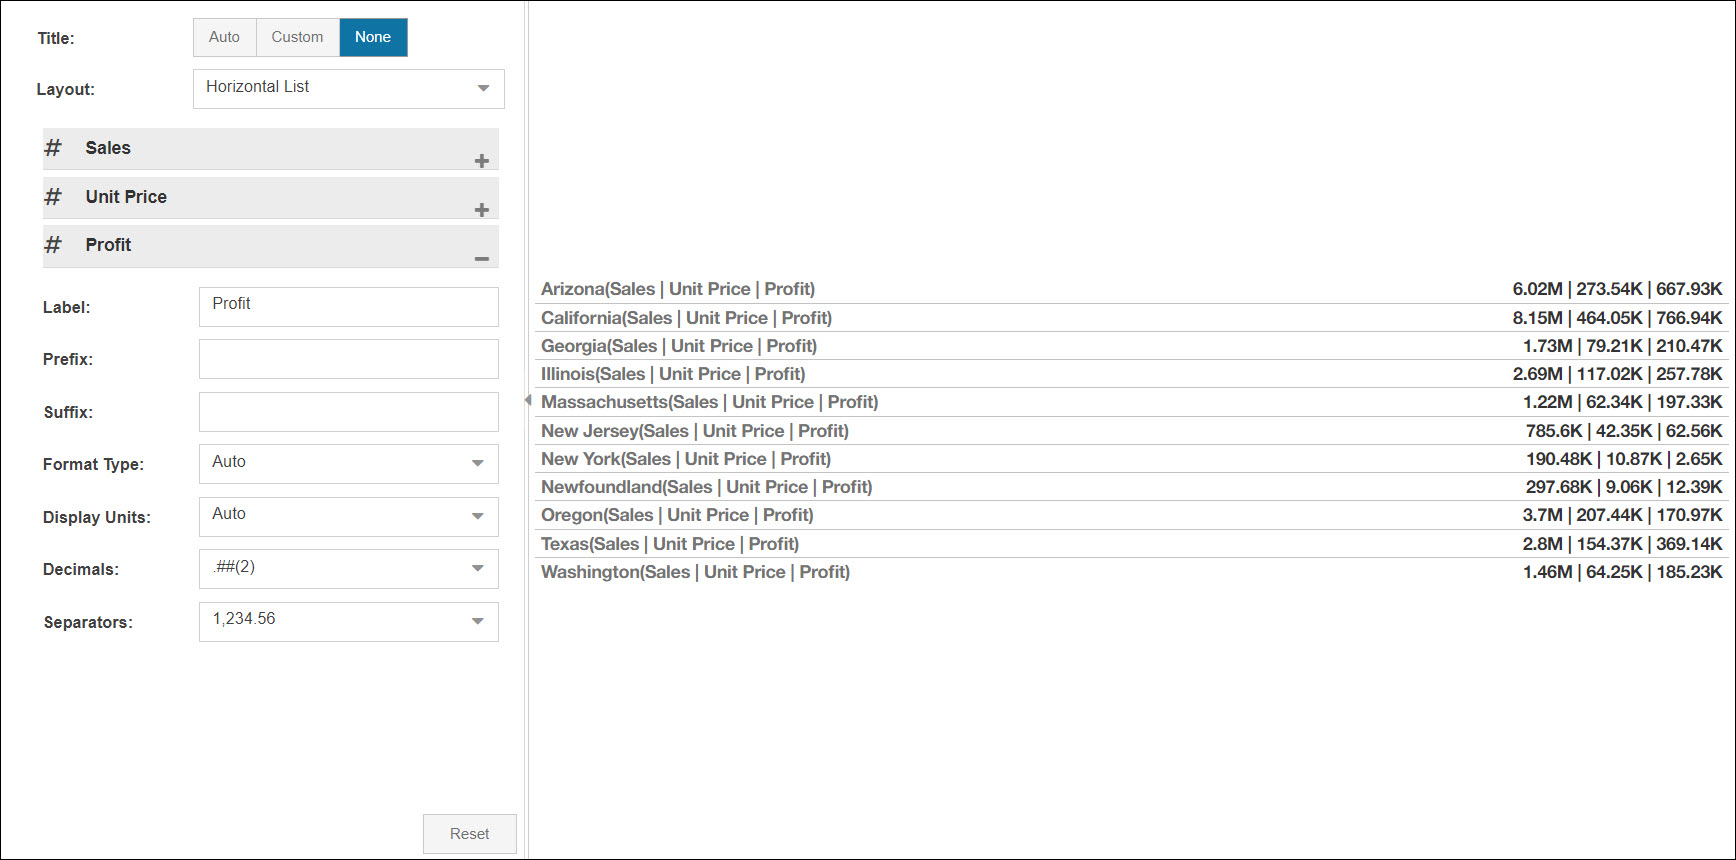 Title: Auto Custom None
Layout: Horizontal List
# Sales +
# Unit Price +
# Profit −
Label: Profit
Prefix:
Suffix:
Format Type: Auto
Display Units: Auto
Decimals: .##(2)
Separators: 1,234.56
Reset
Arizona(Sales | Unit Price | Profit) 6.02M | 273.54K | 667.93K
California(Sales | Unit Price | Profit) 8.15M | 464.05K | 766.94K
Georgia(Sales | Unit Price | Profit) 1.73M | 79.21K | 210.47K
Illinois(Sales | Unit Price | Profit) 2.69M | 117.02K | 257.78K
Massachusetts(Sales | Unit Price | Profit) 1.22M | 62.34K | 197.33K
New Jersey(Sales | Unit Price | Profit) 785.6K | 42.35K | 62.56K
New York(Sales | Unit Price | Profit) 190.48K | 10.87K | 2.65K
Newfoundland(Sales | Unit Price | Profit) 297.68K | 9.06K | 12.39K
Oregon(Sales | Unit Price | Profit) 3.7M | 207.44K | 170.97K
Texas(Sales | Unit Price | Profit) 2.8M | 154.37K | 369.14K
Washington(Sales | Unit Price | Profit) 1.46M | 64.25K | 185.23K